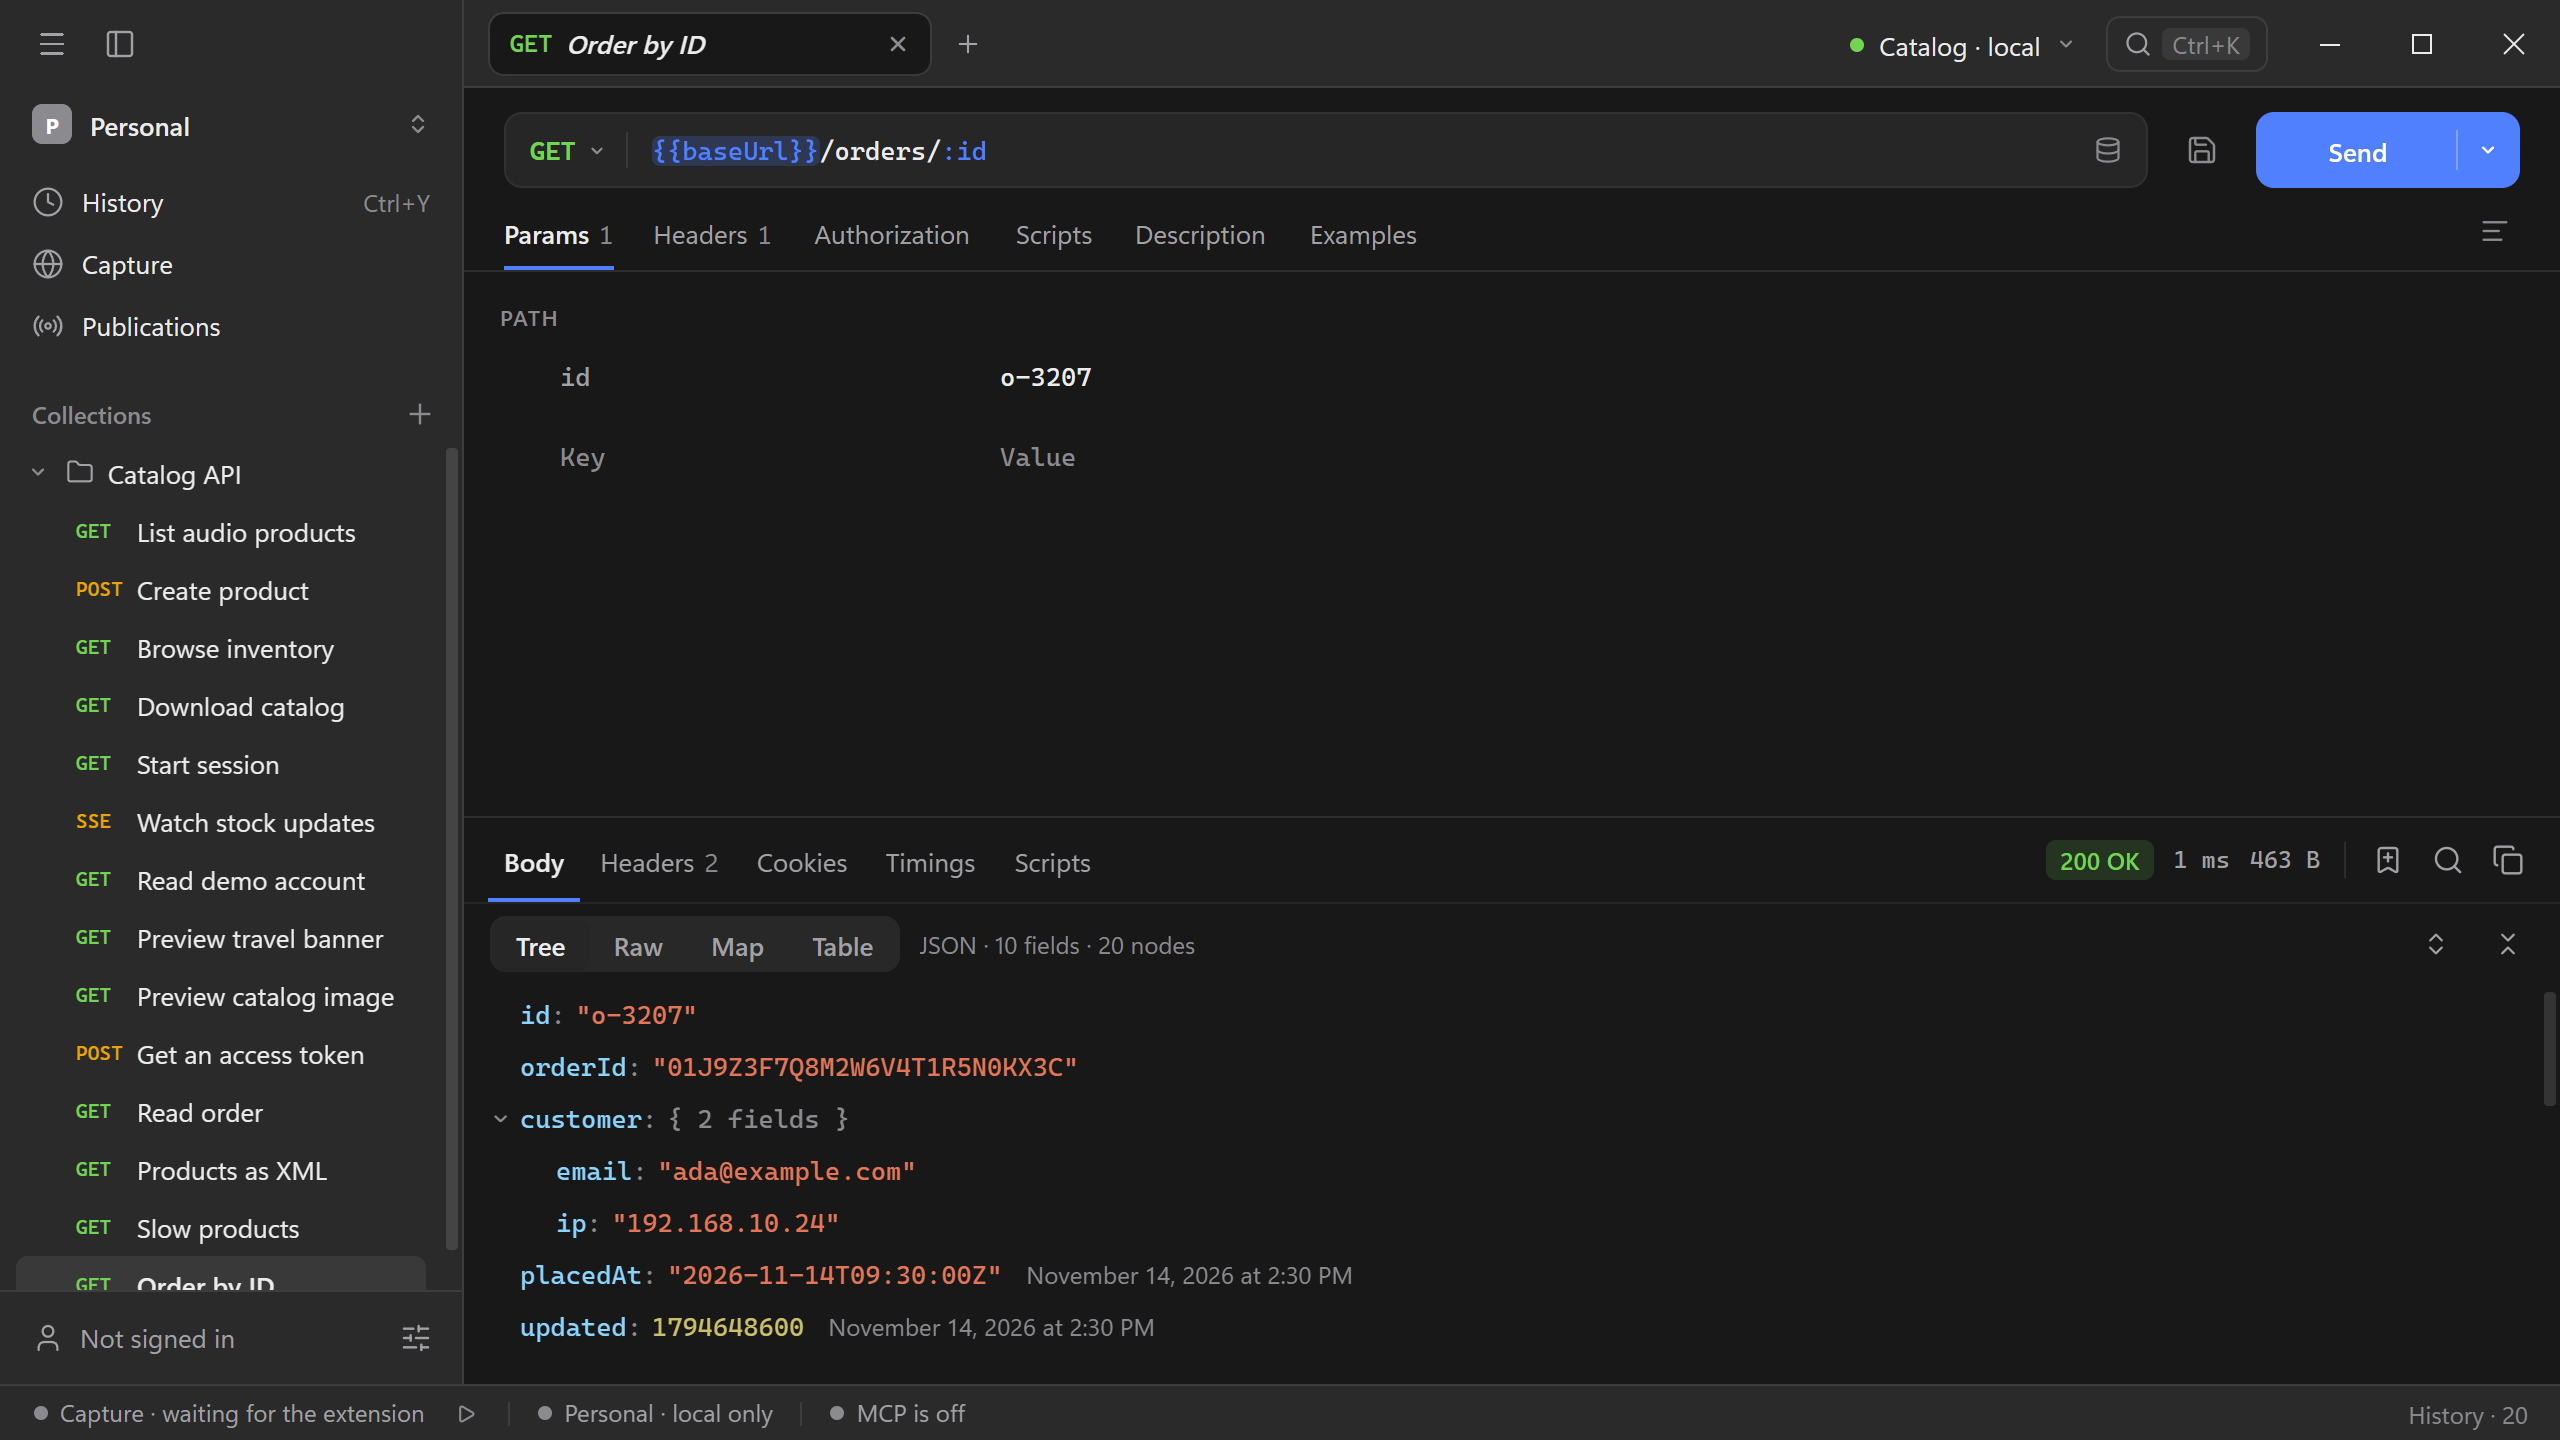 GET Order by ID
Catalog · local
Ctrl+K
P Personal
History Ctrl+Y
Capture
Publications
Collections
Catalog API
GET List audio products
POST Create product
GET Browse inventory
GET Download catalog
GET Start session
SSE Watch stock updates
GET Read demo account
GET Preview travel banner
GET Preview catalog image
POST Get an access token
GET Read order
GET Products as XML
GET Slow products
GET Order by ID
Not signed in
GET {{baseUrl}}/orders/:id
Send
Params 1 Headers 1 Authorization Scripts Description Examples
PATH
id o-3207
Key Value
Body Headers 2 Cookies Timings Scripts
200 OK 1 ms 463 B
Tree Raw Map Table JSON · 10 fields · 20 nodes
id: "o-3207"
orderId: "01J9Z3F7Q8M2W6V4T1R5N0KX3C"
customer: { 2 fields }
email: "ada@example.com"
ip: "192.168.10.24"
placedAt: "2026-11-14T09:30:00Z" November 14, 2026 at 2:30 PM
updated: 1794648600 November 14, 2026 at 2:30 PM
Capture · waiting for the extension
Personal · local only
MCP is off
History · 20